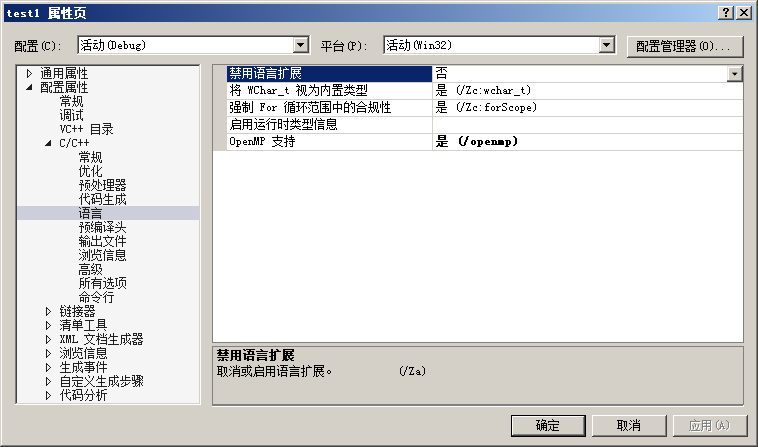 test1 属性页
配置(C): 活动(Debug) 平台(P): 活动(Win32) 配置管理器(O)...
通用属性
配置属性
常规
调试
VC++ 目录
C/C++
常规
优化
预处理器
代码生成
语言
预编译头
输出文件
浏览信息
高级
所有选项
命令行
链接器
清单工具
XML 文档生成器
浏览信息
生成事件
自定义生成步骤
代码分析
禁用语言扩展 否
将 WChar_t 视为内置类型 是 (/Zc:wchar_t)
强制 For 循环范围中的合规性 是 (/Zc:forScope)
启用运行时类型信息
OpenMP 支持 是 (/openmp)
禁用语言扩展
取消或启用语言扩展。 (/Za)
确定 取消 应用(A)